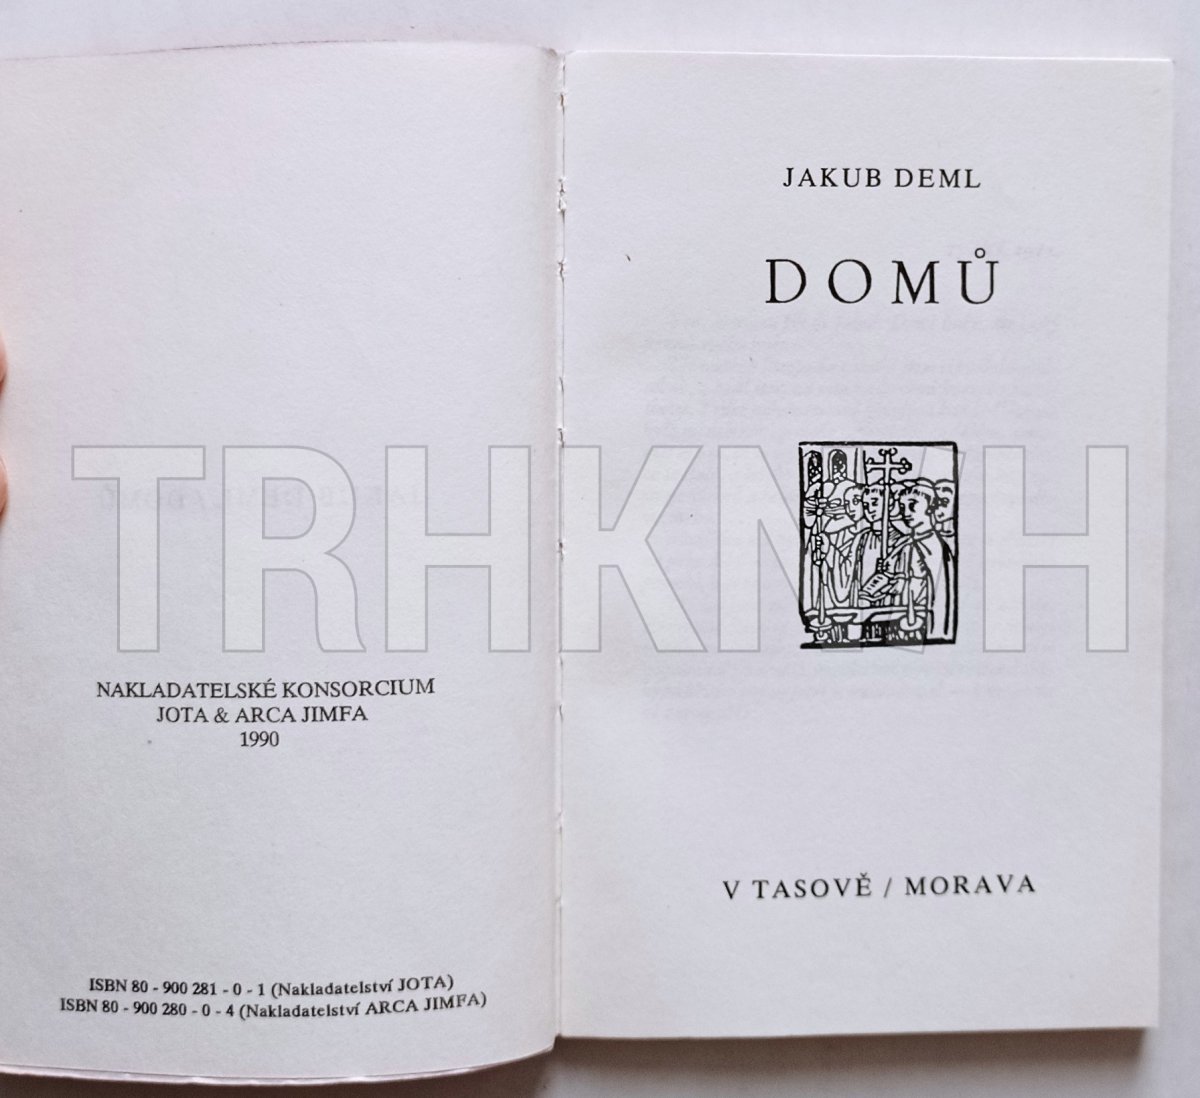 NAKLADATELSKÉ KONSORCIUM
JOTA & ARCA JIMFA
1990
ISBN 80 - 900 281 - 0 - 1 (Nakladatelství JOTA)
ISBN 80 - 900 280 - 0 - 4 (Nakladatelství ARCA JIMFA)
JAKUB DEML
DOMŮ
V TASOVĚ / MORAVA
TRHKNIH